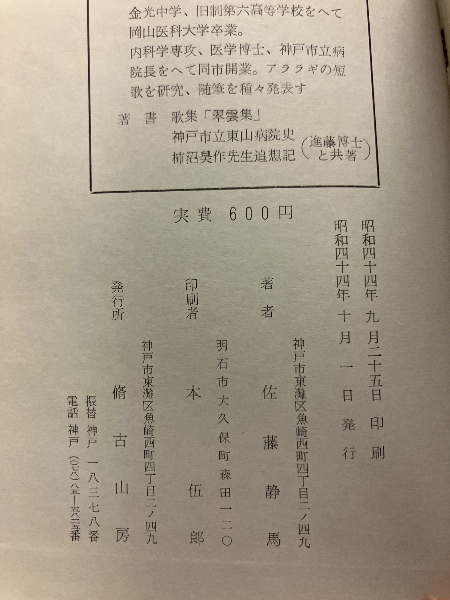 金光中学、旧制第六高等学校をへて
岡山医科大学卒業。
内科学専攻、医学博士、神戸市立病
院長をへて同市開業。アララギの短
歌を研究、随筆を種々発表す
著書 歌集「翠雲集」
神戸市立東山病院史
柿沼昊作先生追想記
(進藤博士と共著)
実費 600円
昭和四十四年九月二十五日印刷
昭和四十四年十月一日発行
神戸市東灘区魚崎西町四丁目二ノ四九
著者 佐藤静馬
明石市大久保町森田一二〇
印刷者 本伍郎
神戸市東灘区魚崎西町四丁目二ノ四九
発行所 脩古山房
振替 神戸 一八三七八番
電話 神戸